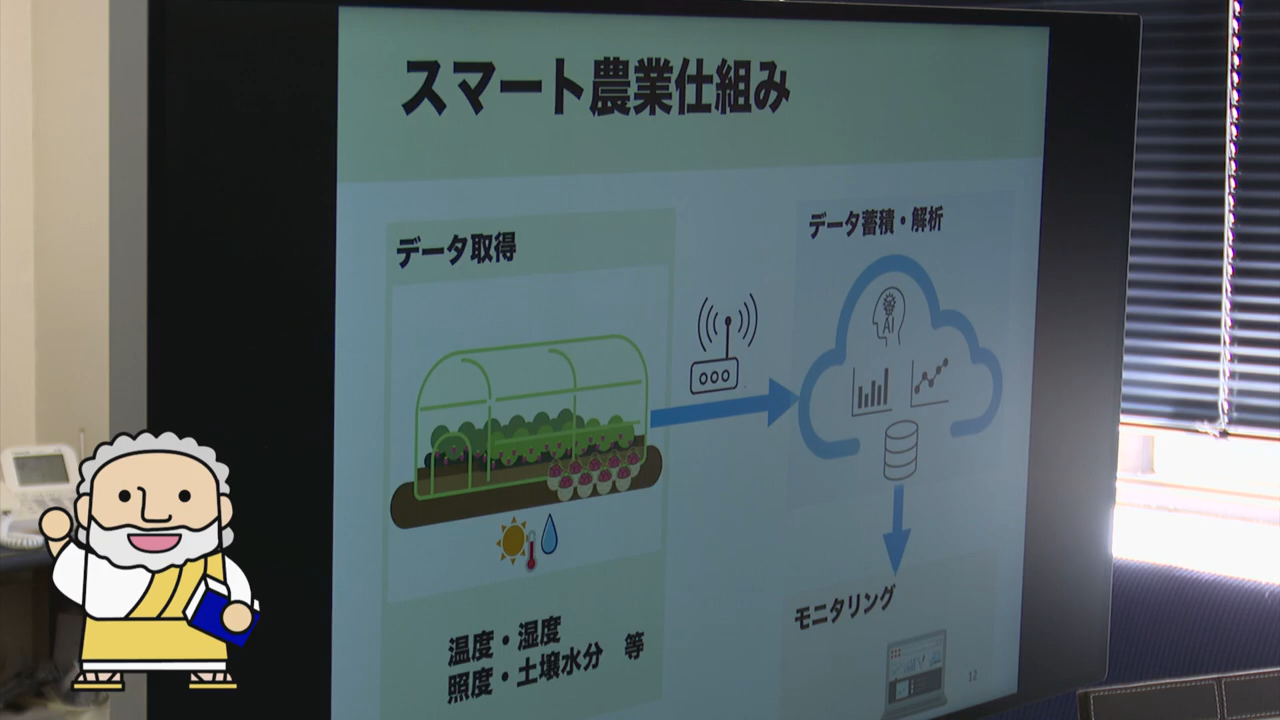 スマート農業仕組み
データ取得
データ蓄積・解析
AI
モニタリング
温度・湿度
照度・土壌水分 等
12